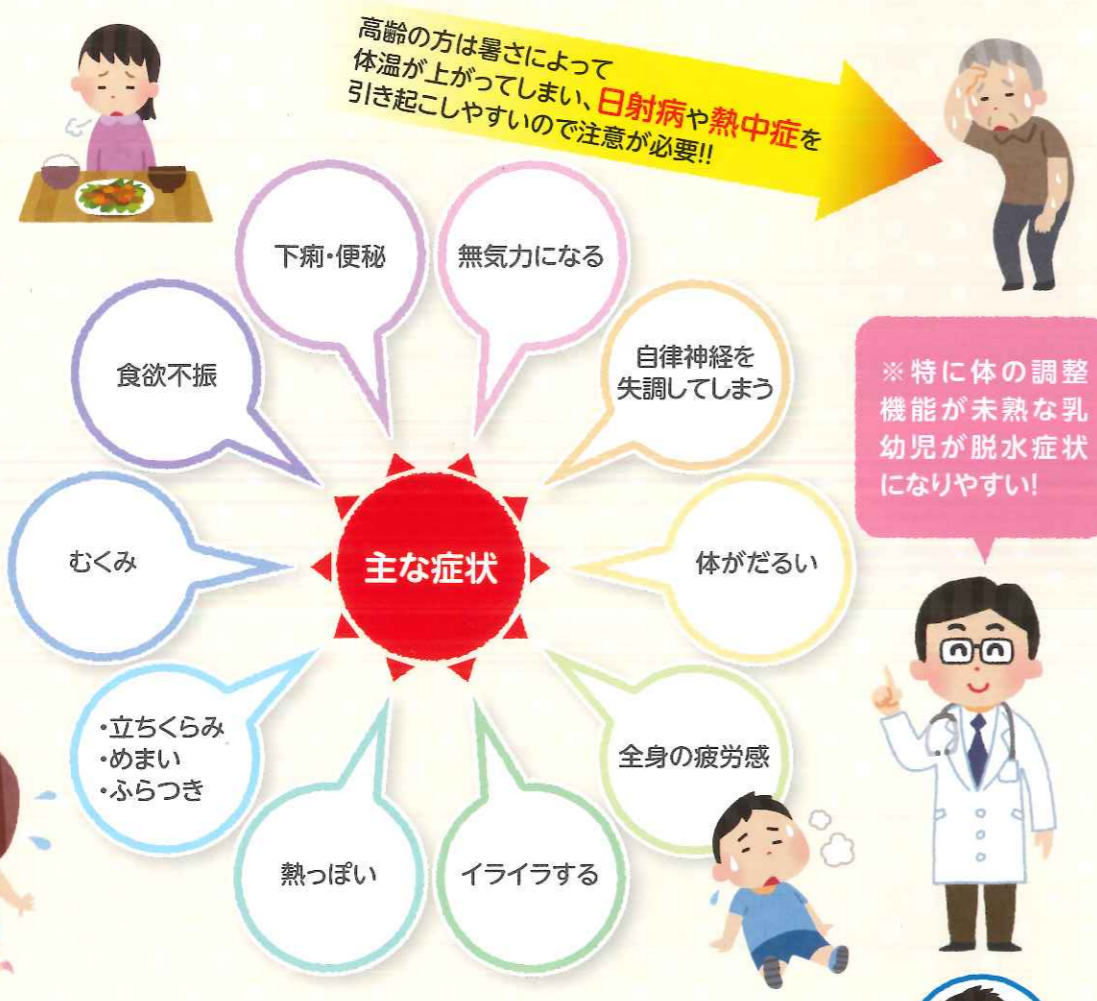 高齢の方は暑さによって
体温が上がってしまい、日射病や熱中症を
引き起こしやすいので注意が必要!!
下痢・便秘
無気力になる
食欲不振
自律神経を
失調してしまう
※特に体の調整
機能が未熟な乳
幼児が脱水症状
になりやすい!
むくみ
主な症状
体がだるい
・立ちくらみ
・めまい
・ふらつき
全身の疲労感
熱っぽい
イライラする